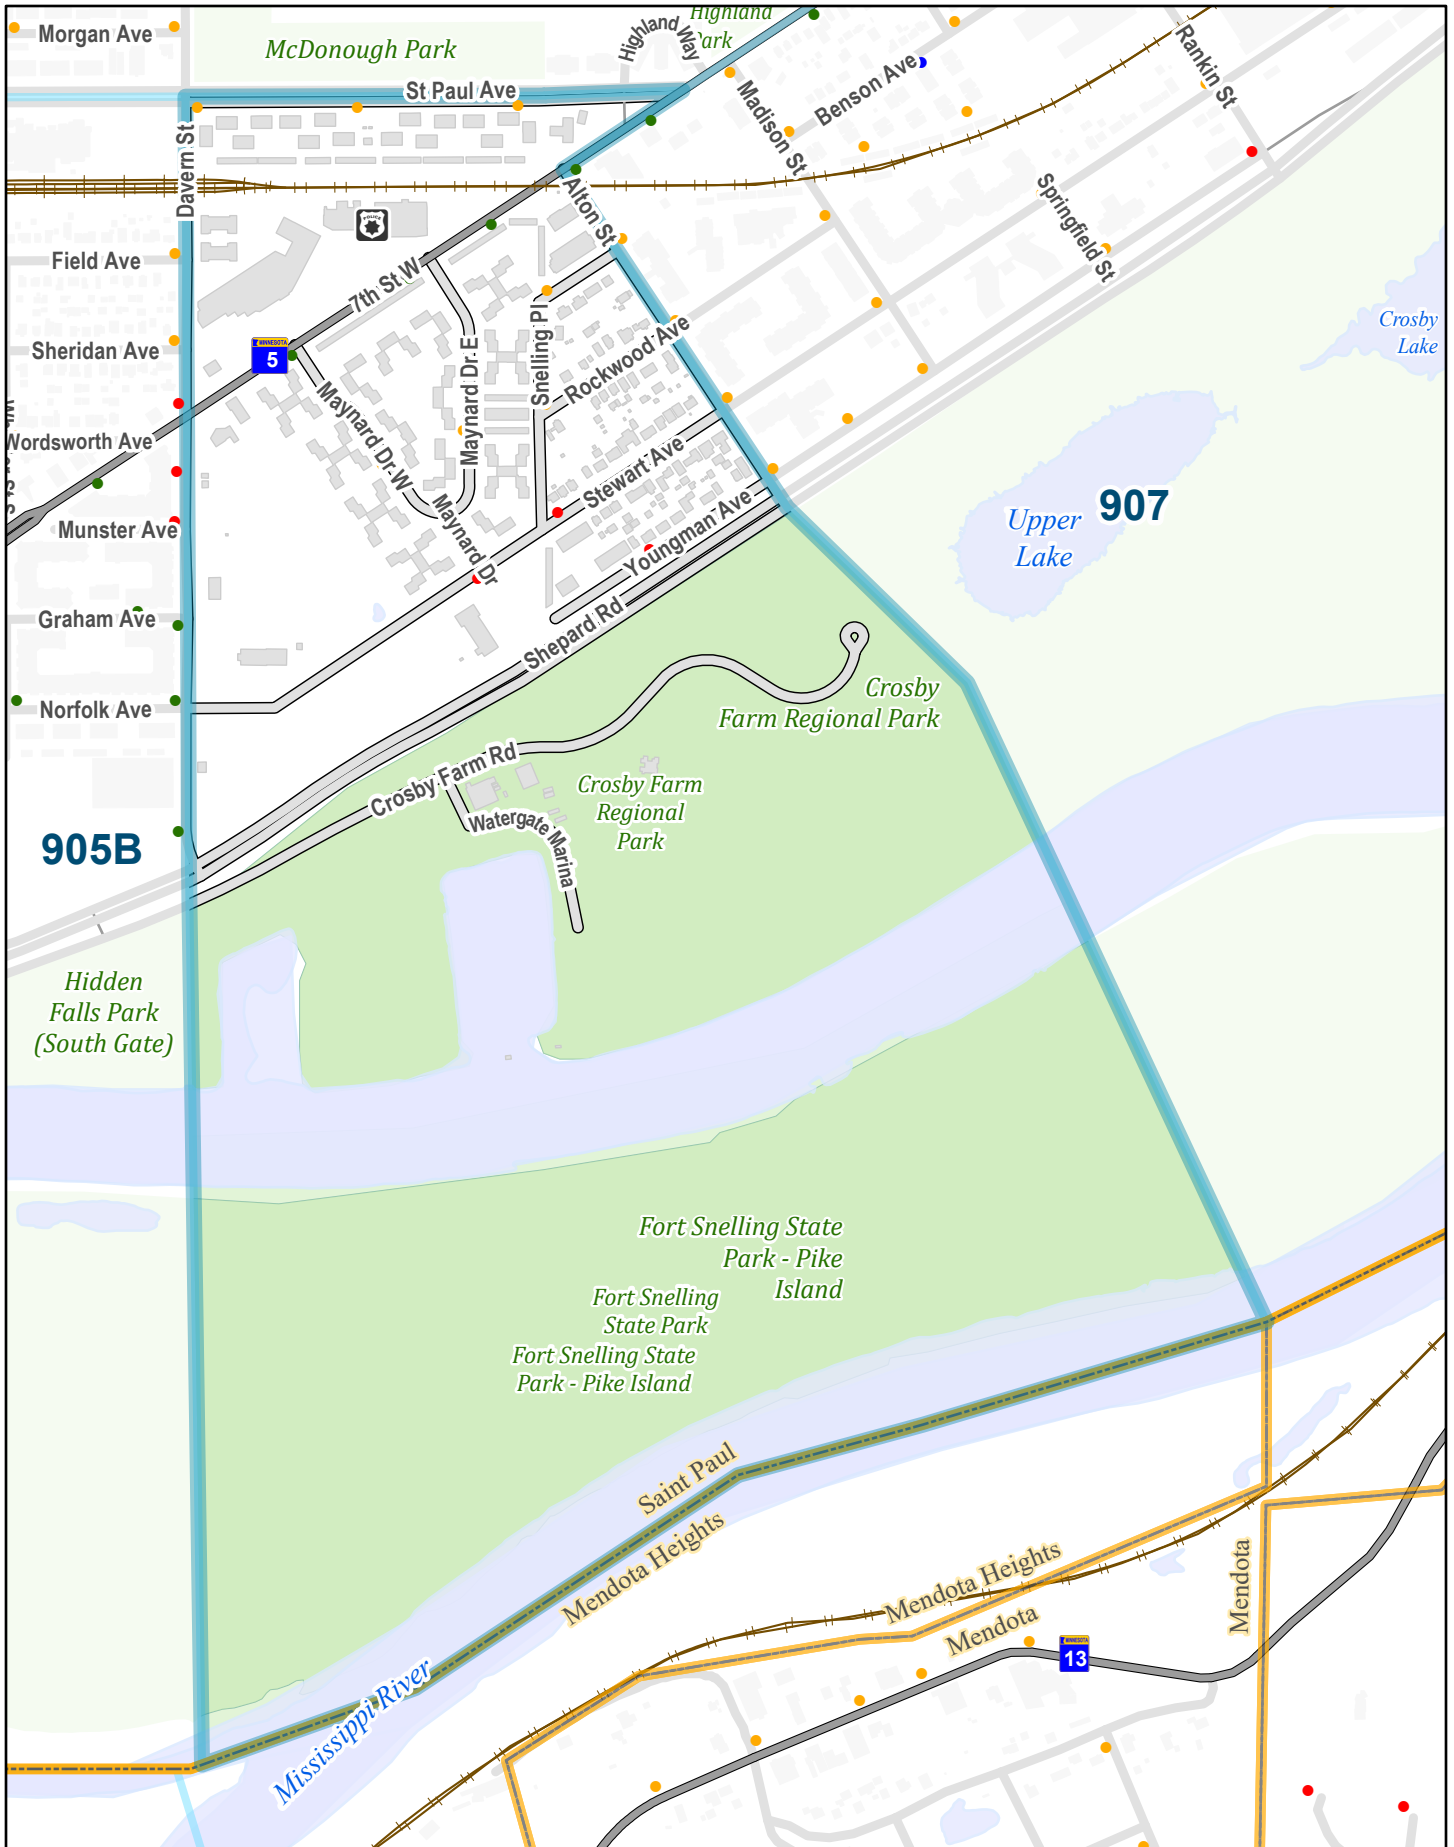 Morgan Ave
McDonough Park
Highland
Park
Highland Way
St Paul Ave
Madison St
Benson Ave
Rankin St
Davern St
Alton St
Springfield St
POLICE
Field Ave
7th St W
Sheridan Ave
MINNESOTA
5
Snelling Pl
Rockwood Ave
Maynard Dr E
Maynard Dr W
Crosby
Lake
Wordsworth Ave
Stewart Ave
Munster Ave
Maynard Dr
Youngman Ave
907
Upper
Lake
Graham Ave
Shepard Rd
Norfolk Ave
Crosby
Farm Regional Park
Crosby Farm Rd
Crosby Farm
Regional
Park
Watergate Marina
905B
Hidden
Falls Park
(South Gate)
Fort Snelling State
Park - Pike
Island
Fort Snelling
State Park
Fort Snelling State
Park - Pike Island
Saint Paul
Mendota Heights
Mendota Heights
Mendota
Mendota
MINNESOTA
13
Mississippi River